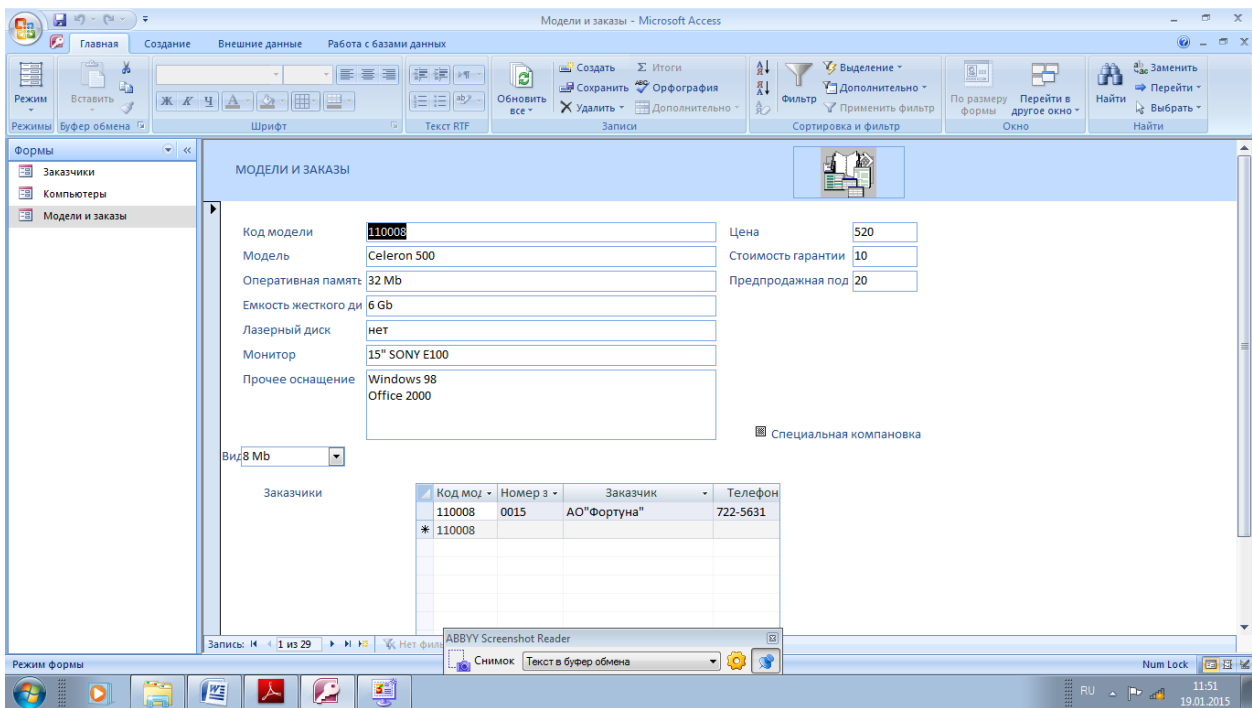 Модели и заказы - Microsoft Access
Главная Создание Внешние данные Работа с базами данных
Режим
Вставить
Ж К Ч
Обновить все
Создать Итоги
Сохранить Орфография
Удалить Дополнительно
Фильтр
Выделение
Дополнительно
Применить фильтр
По размеру формы
Перейти в другое окно
Найти
Заменить
Перейти
Выбрать
Режимы Буфер обмена Шрифт Текст RTF Записи Сортировка и фильтр Окно Найти
Формы
Заказчики
Компьютеры
Модели и заказы
МОДЕЛИ И ЗАКАЗЫ
Код модели 110008
Модель Celeron 500
Оперативная память 32 Mb
Емкость жесткого ди 6 Gb
Лазерный диск нет
Монитор 15" SONY E100
Прочее оснащение Windows 98
Office 2000
Цена 520
Стоимость гарантии 10
Предпродажная под 20
Специальная компановка
Вид 8 Mb
Заказчики
Код мод Номер з Заказчик Телефон
110008 0015 АО"Фортуна" 722-5631
* 110008
Запись: 1 из 29 Нет филь
ABBYY Screenshot Reader
Снимок Текст в буфер обмена
Режим формы Num Lock
RU 11:51
19.01.2015